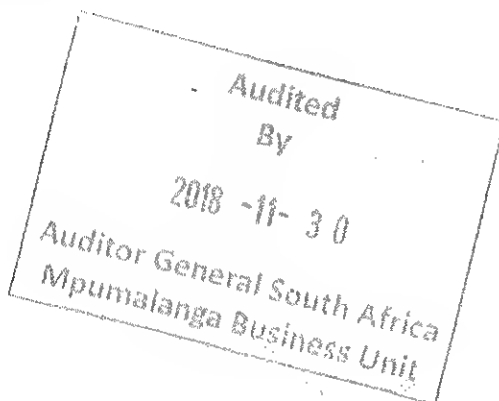 Audited
By
2018 -11- 30
Auditor General South Africa
Mpumalanga Business Unit